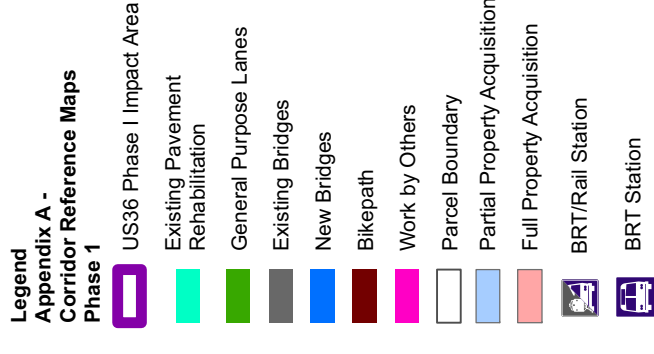 Legend
Appendix A -
Corridor Reference Maps
Phase 1
US36 Phase I Impact Area
Existing Pavement
Rehabilitation
General Purpose Lanes
Existing Bridges
New Bridges
Bikepath
Work by Others
Parcel Boundary
Partial Property Acquisition
Full Property Acquisition
BRT/Rail Station
BRT Station